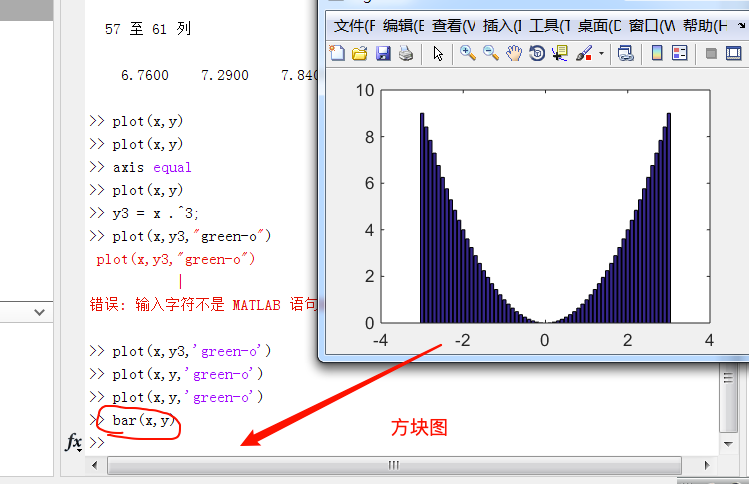 57 至 61 列
6.7600 7.2900 7.840
>> plot(x,y)
>> plot(x,y)
>> axis equal
>> plot(x,y)
>> y3 = x .^3;
>> plot(x,y3,"green-o")
plot(x,y3,"green-o")
|
错误: 输入字符不是 MATLAB 语句
>> plot(x,y3,'green-o')
>> plot(x,y,'green-o')
>> plot(x,y,'green-o')
>> bar(x,y)
fx >>
文件(F 编辑(E 查看(V 插入(I 工具(T 桌面(D 窗口(W 帮助(H
10
8
6
4
2
0
-4 -2 0 2 4
方块图